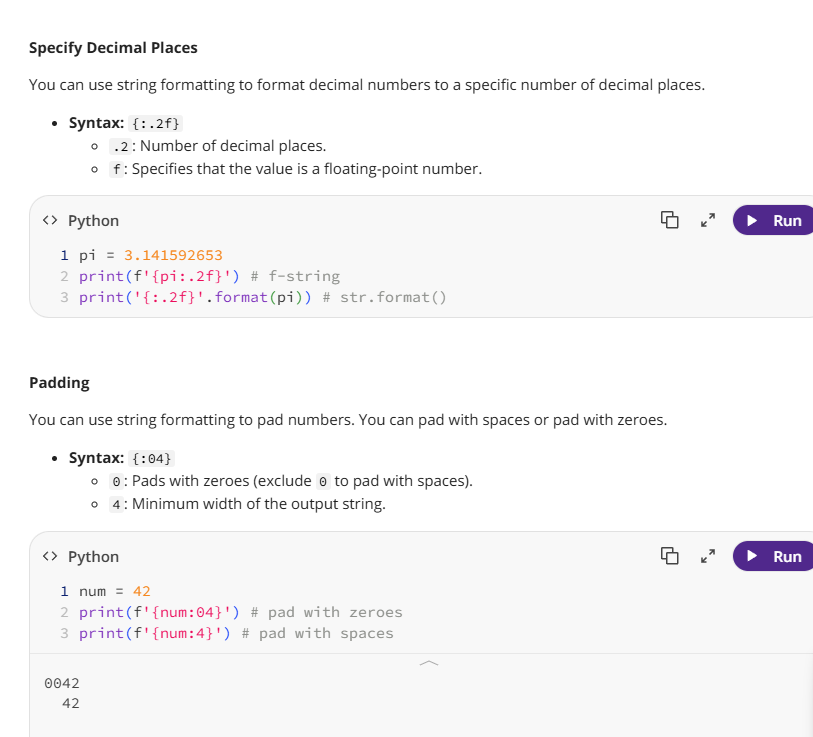 Specify Decimal Places
You can use string formatting to format decimal numbers to a specific number of decimal places.
• Syntax: {:.2f}
◦ .2: Number of decimal places.
◦ f: Specifies that the value is a floating-point number.
<> Python Run
1 pi = 3.141592653
2 print(f'{pi:.2f}') # f-string
3 print('{:.2f}'.format(pi)) # str.format()
Padding
You can use string formatting to pad numbers. You can pad with spaces or pad with zeroes.
• Syntax: {:04}
◦ 0: Pads with zeroes (exclude 0 to pad with spaces).
◦ 4: Minimum width of the output string.
<> Python Run
1 num = 42
2 print(f'{num:04}') # pad with zeroes
3 print(f'{num:4}') # pad with spaces
0042
  42